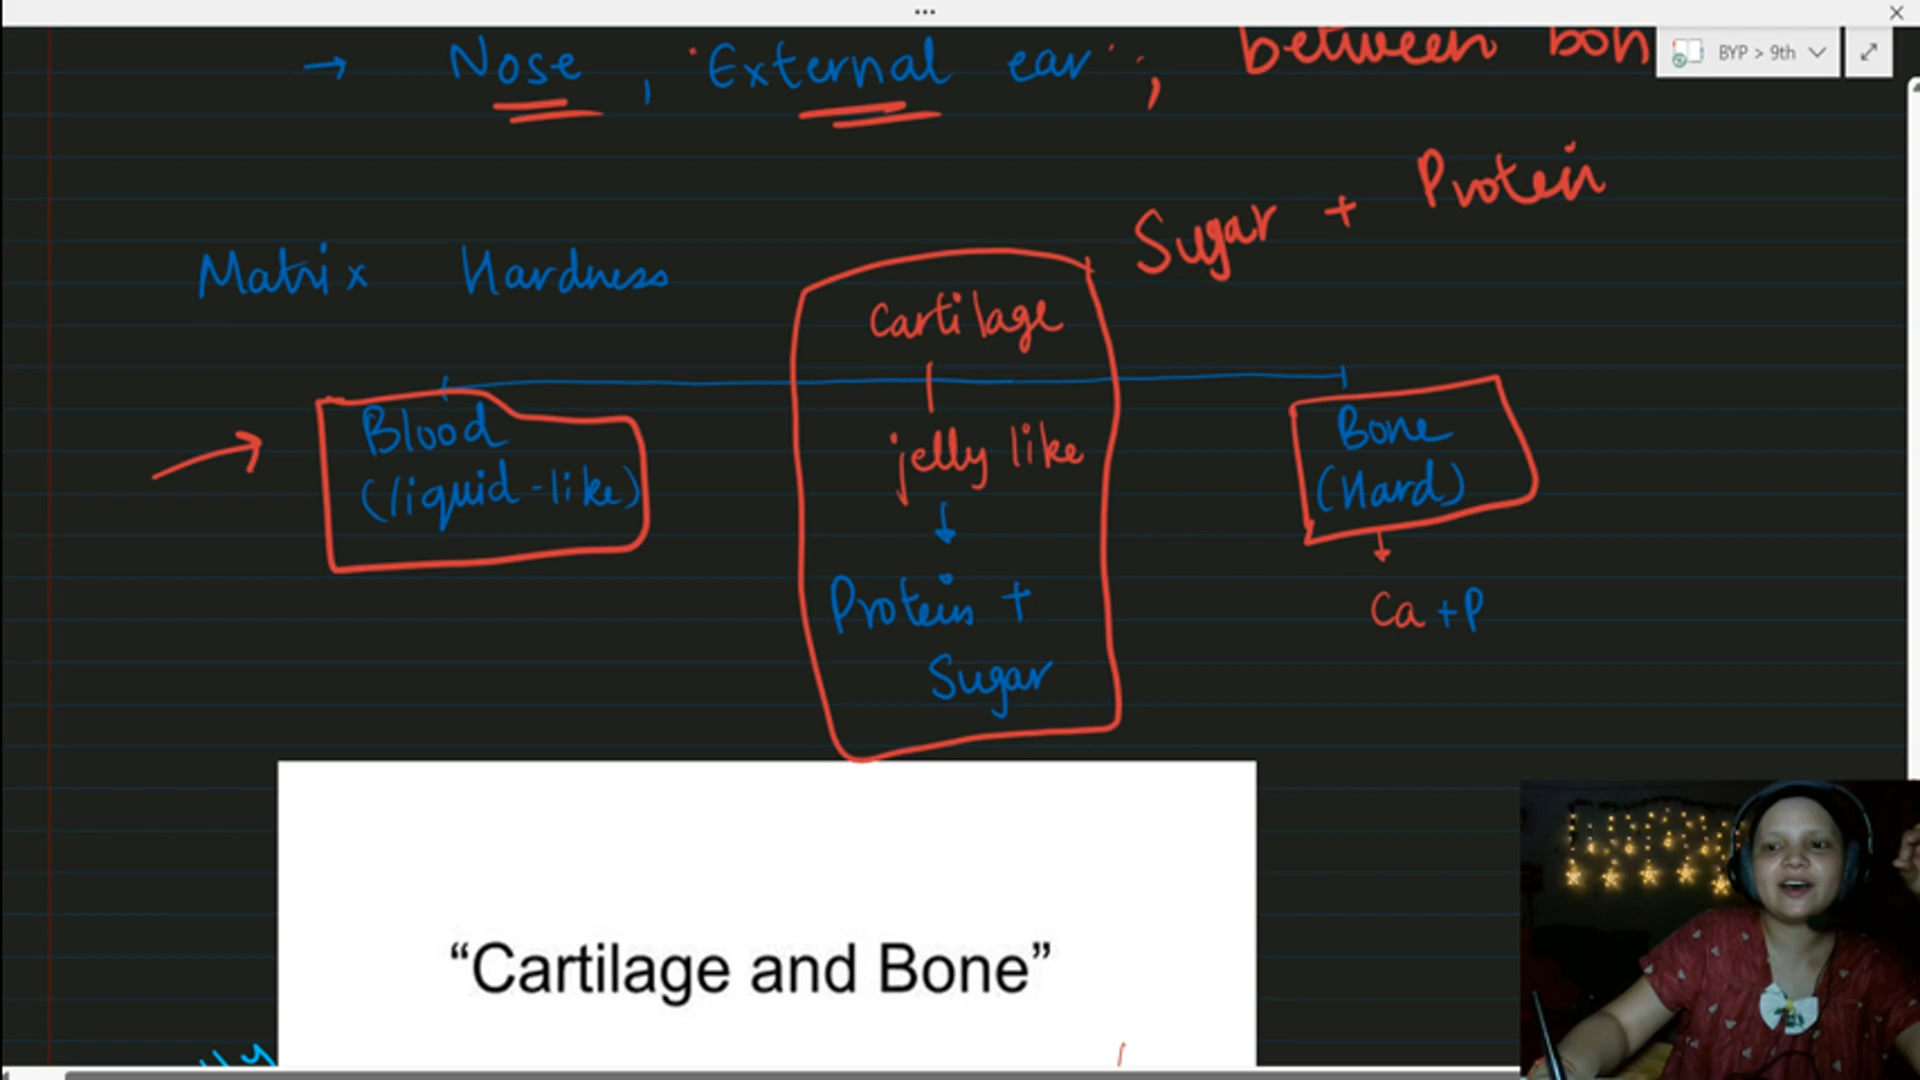 ...
→ Nose , External ear ; between bon
BYP > 9th
Sugar + Protein
Matrix Hardness
Cartilage
jelly like
Protein +
Sugar
Blood
(liquid-like)
Bone
(Hard)
Ca + P
“Cartilage and Bone”